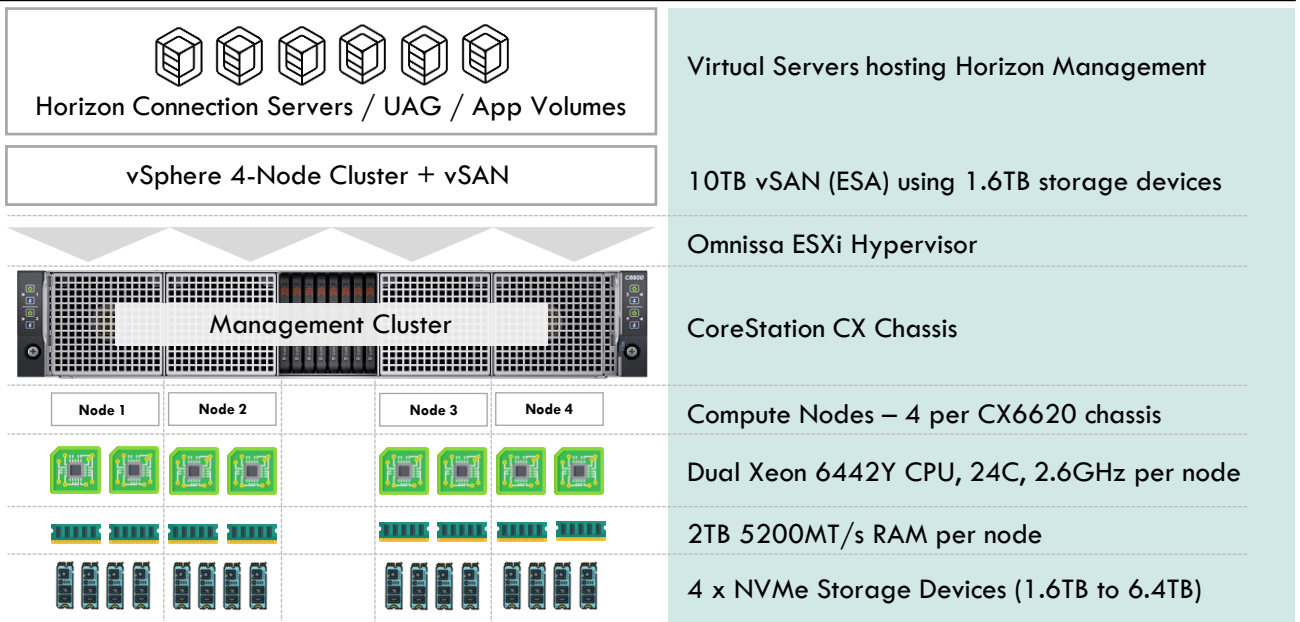 Horizon Connection Servers / UAG / App Volumes
Virtual Servers hosting Horizon Management
vSphere 4-Node Cluster + vSAN
10TB vSAN (ESA) using 1.6TB storage devices
Omnissa ESXi Hypervisor
Management Cluster
CoreStation CX Chassis
Node 1
Node 2
Node 3
Node 4
Compute Nodes – 4 per CX6620 chassis
Dual Xeon 6442Y CPU, 24C, 2.6GHz per node
2TB 5200MT/s RAM per node
4 x NVMe Storage Devices (1.6TB to 6.4TB)